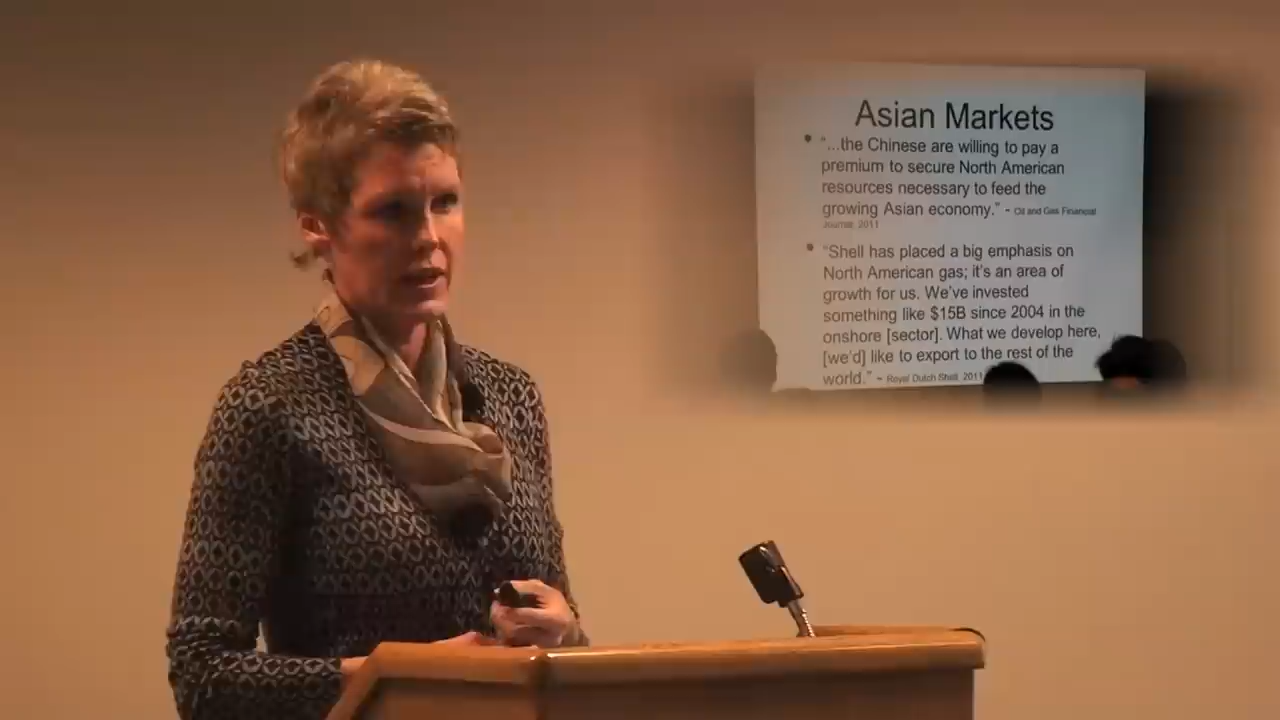 Asian Markets
• “...the Chinese are willing to pay a
premium to secure North American
resources necessary to feed the
growing Asian economy.” - Oil and Gas Financial
Journal, 2011
• “Shell has placed a big emphasis on
North American gas; it’s an area of
growth for us. We’ve invested
something like $15B since 2004 in the
onshore [sector]. What we develop here,
[we’d] like to export to the rest of the
world.” ~ Royal Dutch Shell, 2011